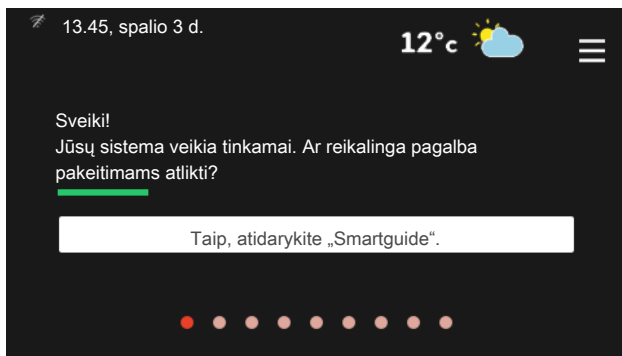 13.45, spalio 3 d.
12°c
Sveiki!
Jūsų sistema veikia tinkamai. Ar reikalinga pagalba
pakeitimams atlikti?
Taip, atidarykite „Smartguide“.